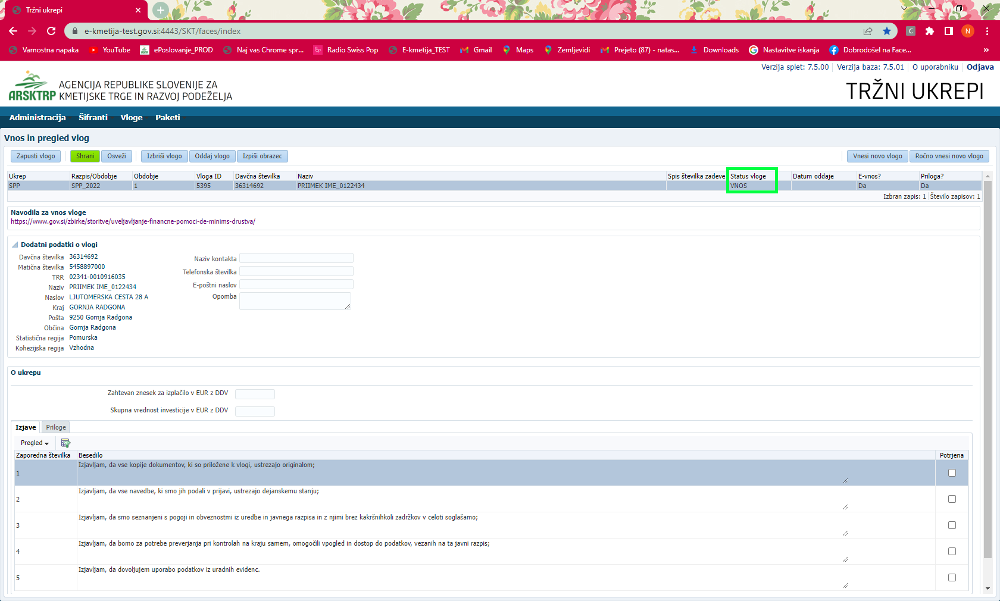 Tržni ukrepi
e-kmetija-test.gov.si:4443/SKT/faces/index
C
N
Varnostna napaka YouTube ePoslovanje_PROD Naj vas Chrome spr... Radio Swiss Pop E-kmetija_TEST Gmail Maps Zemljevidi Prejeto (87) - natas... Downloads Nastavitve iskanja Dobrodošel na Face... »
Verzija splet: 7.5.00 Verzija baza: 7.5.01 O uporabniku Odjava
ARSKTRP
AGENCIJA REPUBLIKE SLOVENIJE ZA
KMETIJSKE TRGE IN RAZVOJ PODEŽELJA
TRŽNI UKREPI
Administracija Šifranti Vloge Paketi
Vnos in pregled vlog
Zapusti vlogo Shrani Osveži Izbriši vlogo Oddaj vlogo Izpiši obrazec Vnesi novo vlogo Ročno vnesi novo vlogo
Ukrep Razpis/Obdobje Obdobje Vloga ID Davčna številka Naziv Spis številka zadeve Status vloge Datum oddaje E-vnos? Priloga?
SPP SPP_2022 1 5395 36314692 PRIIMEK IME_0122434 VNOS Da Da
Izbran zapis: 1 Število zapisov: 1
Navodila za vnos vloge
https://www.gov.si/zbirke/storitve/uveljavljanje-financne-pomoci-de-minims-drustva/
Dodatni podatki o vlogi
Davčna številka 36314692
Matična številka 5458897000
TRR 02341-0010916035
Naziv PRIIMEK IME_0122434
Naslov LJUTOMERSKA CESTA 28 A
Kraj GORNJA RADGONA
Pošta 9250 Gornja Radgona
Občina Gornja Radgona
Statistična regija Pomurska
Kohezijska regija Vzhodna
Naziv kontakta
Telefonska številka
E-poštni naslov
Opomba
O ukrepu
Zahtevan znesek za izplačilo v EUR z DDV
Skupna vrednost investicije v EUR z DDV
Izjave Priloge
Pregled
Zaporedna številka Besedilo Potrjena
1 Izjavljam, da vse kopije dokumentov, ki so priložene k vlogi, ustrezajo originalom;
2 Izjavljam, da vse navedbe, ki smo jih podali v prijavi, ustrezajo dejanskemu stanju;
3 Izjavljam, da smo seznanjeni s pogoji in obveznostmi iz uredbe in javnega razpisa in z njimi brez kakršnihkoli zadržkov v celoti soglašamo;
4 Izjavljam, da bomo za potrebe preverjanja pri kontrolah na kraju samem, omogočili vpogled in dostop do podatkov, vezanih na ta javni razpis;
5 Izjavljam, da dovoljujem uporabo podatkov iz uradnih evidenc.